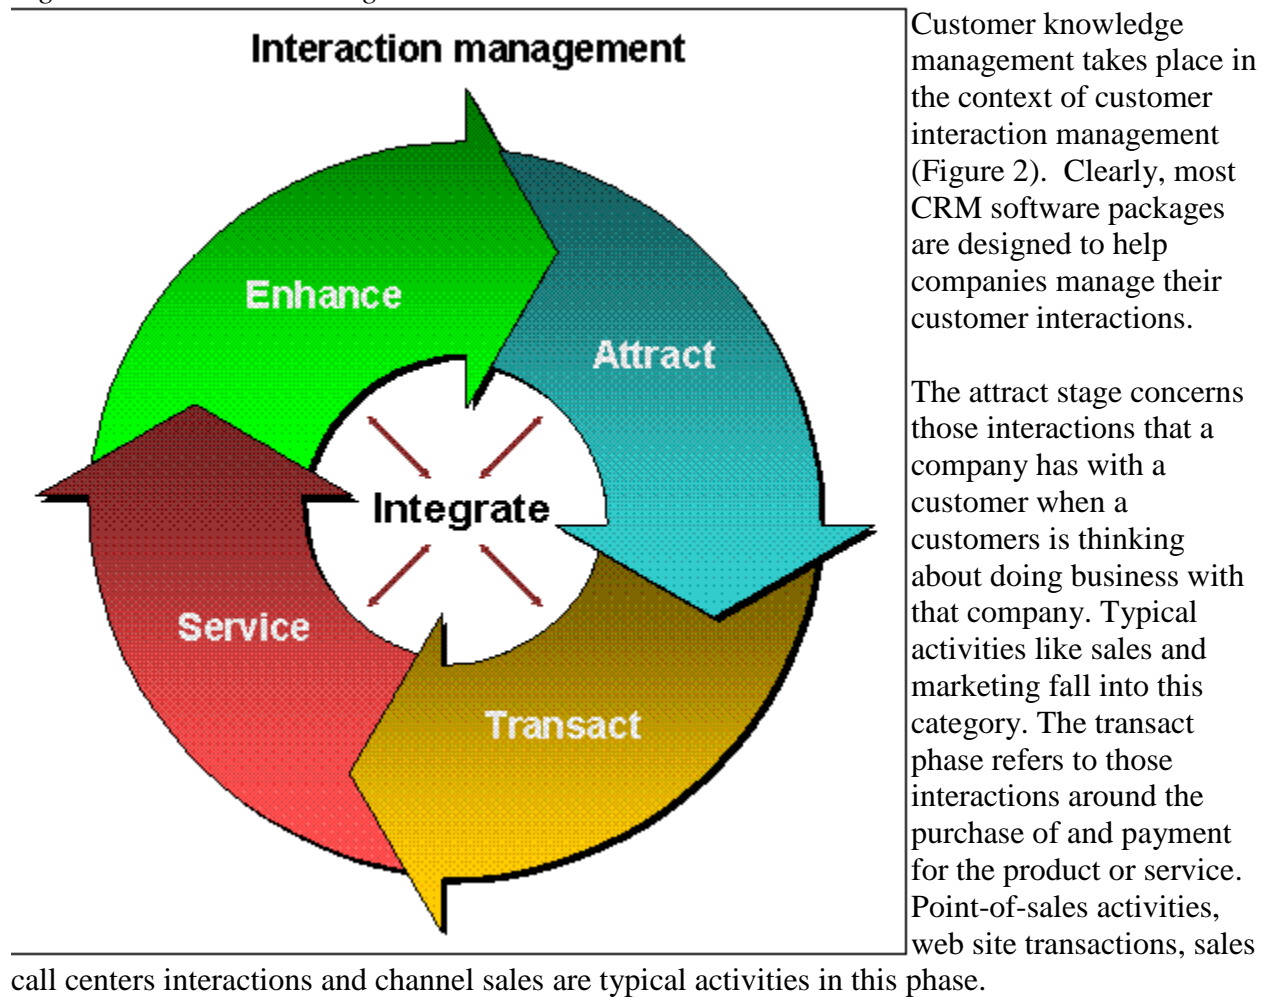 Interaction management
Enhance
Attract
Integrate
Service
Transact
Customer knowledge
management takes place in
the context of customer
interaction management
(Figure 2).  Clearly, most
CRM software packages
are designed to help
companies manage their
customer interactions.
The attract stage concerns
those interactions that a
company has with a
customer when a
customers is thinking
about doing business with
that company. Typical
activities like sales and
marketing fall into this
category. The transact
phase refers to those
interactions around the
purchase of and payment
for the product or service.
Point-of-sales activities,
web site transactions, sales
call centers interactions and channel sales are typical activities in this phase.